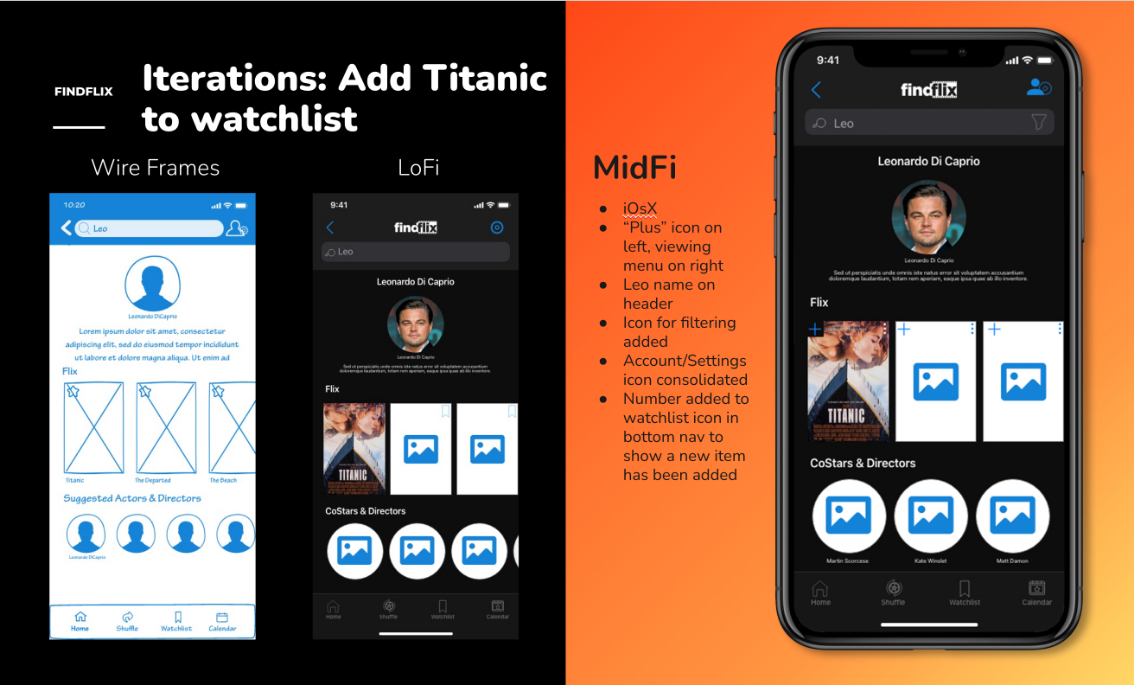 FINDFLIX
Iterations: Add Titanic
to watchlist
Wire Frames
10:20
Leo
Leonardo DiCaprio
Lorem ipsum dolor sit amet, consectetur
adipiscing elit, sed do eiusmod tempor incididunt
ut labore et dolore magna aliqua. Ut enim ad
Flix
Titanic
The Departed
The Beach
Suggested Actors & Directors
Leonardo DiCaprio
Home
Shuffle
Watchlist
Calendar
LoFi
9:41
findflix
Leo
Leonardo Di Caprio
Leonardo Di Caprio
Sed ut perspiciatis unde omnis iste natus error sit voluptatem accusantium
doloremque laudantium, totam rem aperiam, eaque ipsa quae ab illo inventore.
Flix
TITANIC
CoStars & Directors
Home
Shuffle
Watchlist
Calendar
MidFi
● iOsX
● “Plus” icon on
left, viewing
menu on right
● Leo name on
header
● Icon for filtering
added
● Account/Settings
icon consolidated
● Number added to
watchlist icon in
bottom nav to
show a new item
has been added
9:41
findflix
Leo
Leonardo Di Caprio
Leonardo Di Caprio
Sed ut perspiciatis unde omnis iste natus error sit voluptatem accusantium
doloremque laudantium, totam rem aperiam, eaque ipsa quae ab illo inventore.
Flix
TITANIC
CoStars & Directors
Martin Scorcese
Kate Winslet
Matt Damon
Home
Shuffle
Watchlist
Calendar